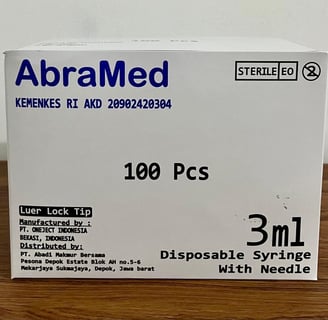 AbraMed
STERILE EO
2
KEMENKES RI AKD 20902420304
100 Pcs
Luer Lock Tip
Manufactured by :
PT. ONEJECT INDONESIA
BEKASI, INDONESIA
Distributed by :
PT. Abadi Makmur Bersama
Pesona Depok Estate Blok AH no.5-6
Mekarjaya Sukmajaya, Depok, Jawa barat
3ml
Disposable Syringe
With Needle